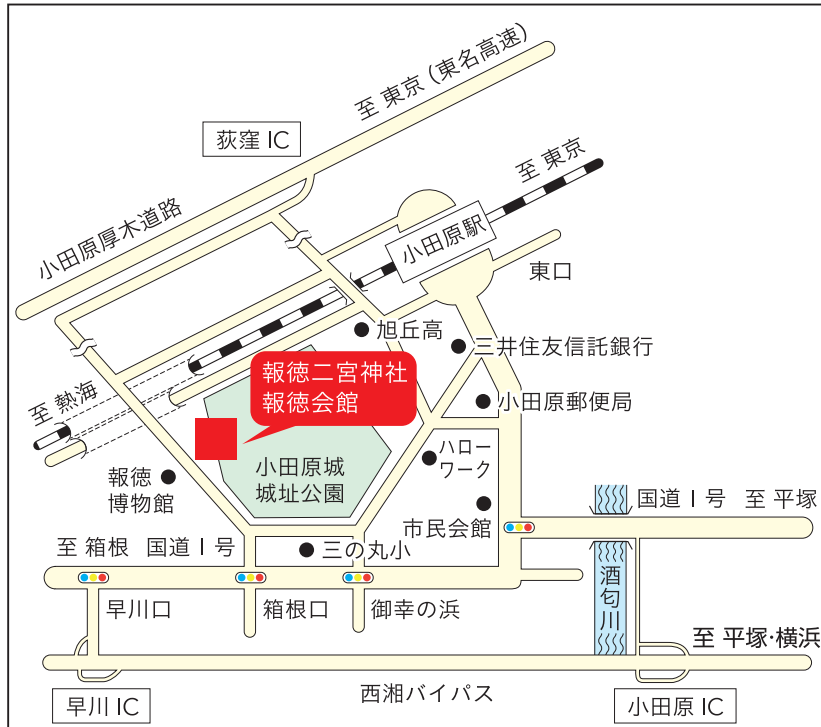 至 東京（東名高速）
荻窪 IC
至 東京
小田原厚木道路
小田原駅
東口
旭丘高
三井住友信託銀行
報徳二宮神社
報徳会館
至 熱海
小田原郵便局
ハロー
ワーク
小田原城
城址公園
報徳
博物館
市民会館
国道1号 至 平塚
至 箱根 国道1号
三の丸小
酒匂川
早川口
箱根口
御幸の浜
至 平塚・横浜
西湘バイパス
早川 IC
小田原 IC